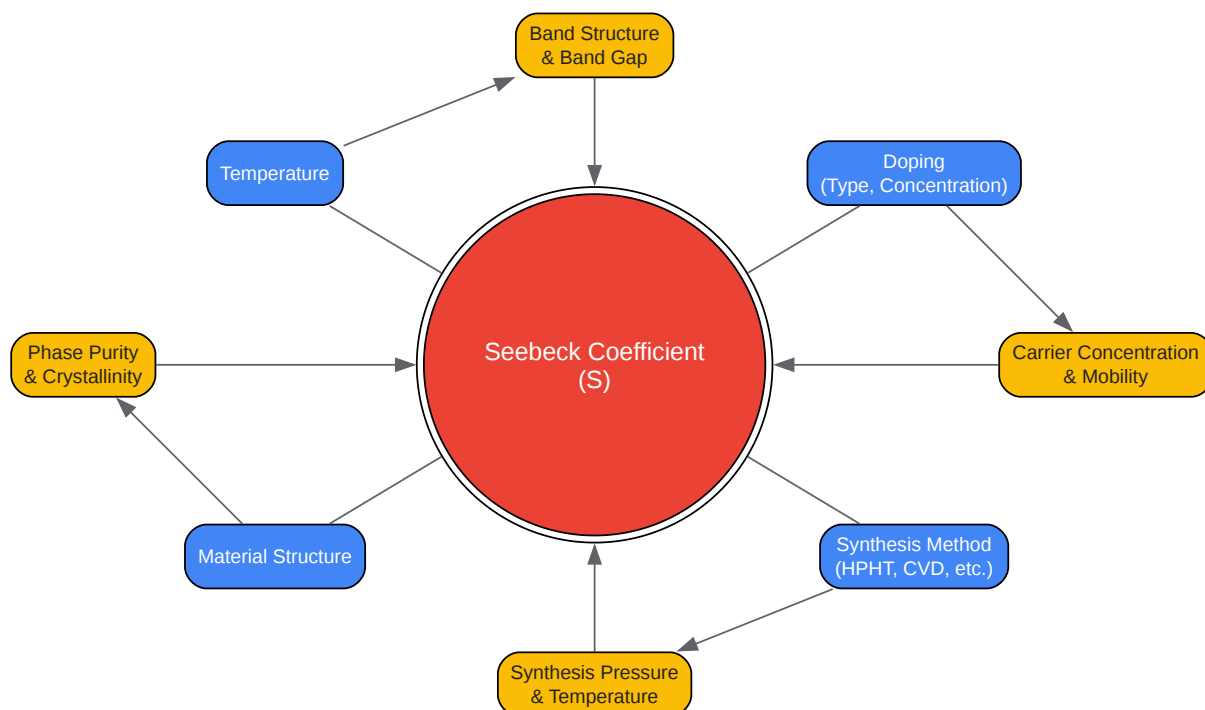 Band Structure
& Band Gap
Temperature
Doping
(Type, Concentration)
Phase Purity
& Crystallinity
Seebeck Coefficient
(S)
Carrier Concentration
& Mobility
Material Structure
Synthesis Method
(HPHT, CVD, etc.)
Synthesis Pressure
& Temperature